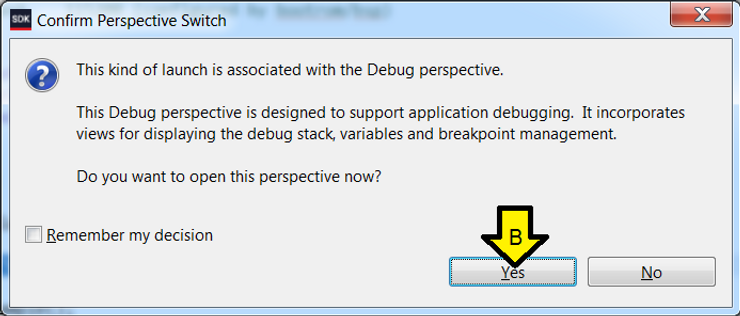 SDK Confirm Perspective Switch
This kind of launch is associated with the Debug perspective.
This Debug perspective is designed to support application debugging.  It incorporates
views for displaying the debug stack, variables and breakpoint management.
Do you want to open this perspective now?
Remember my decision
B
Yes
No